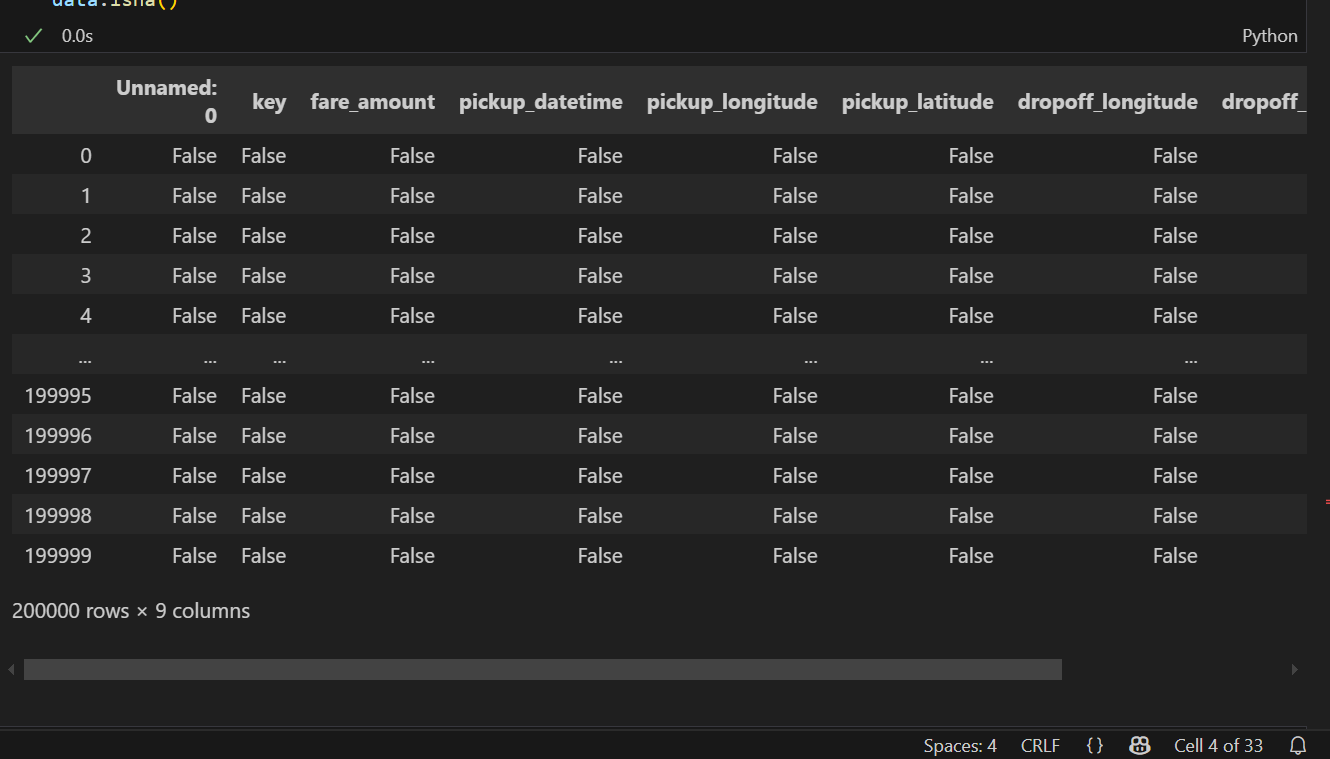 data.isna()
0.0s
Python
Unnamed: 0 key fare_amount pickup_datetime pickup_longitude pickup_latitude dropoff_longitude dropoff_
0 False False False False False False False
1 False False False False False False False
2 False False False False False False False
3 False False False False False False False
4 False False False False False False False
... ... ... ... ... ... ... ...
199995 False False False False False False False
199996 False False False False False False False
199997 False False False False False False False
199998 False False False False False False False
199999 False False False False False False False
200000 rows × 9 columns
Spaces: 4 CRLF {} Cell 4 of 33